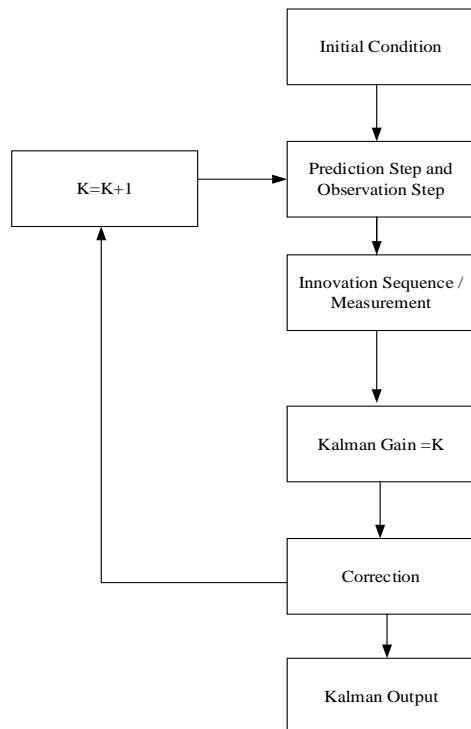 Initial Condition
Prediction Step and
Observation Step
K=K+1
Innovation Sequence /
Measurement
Kalman Gain =K
Correction
Kalman Output